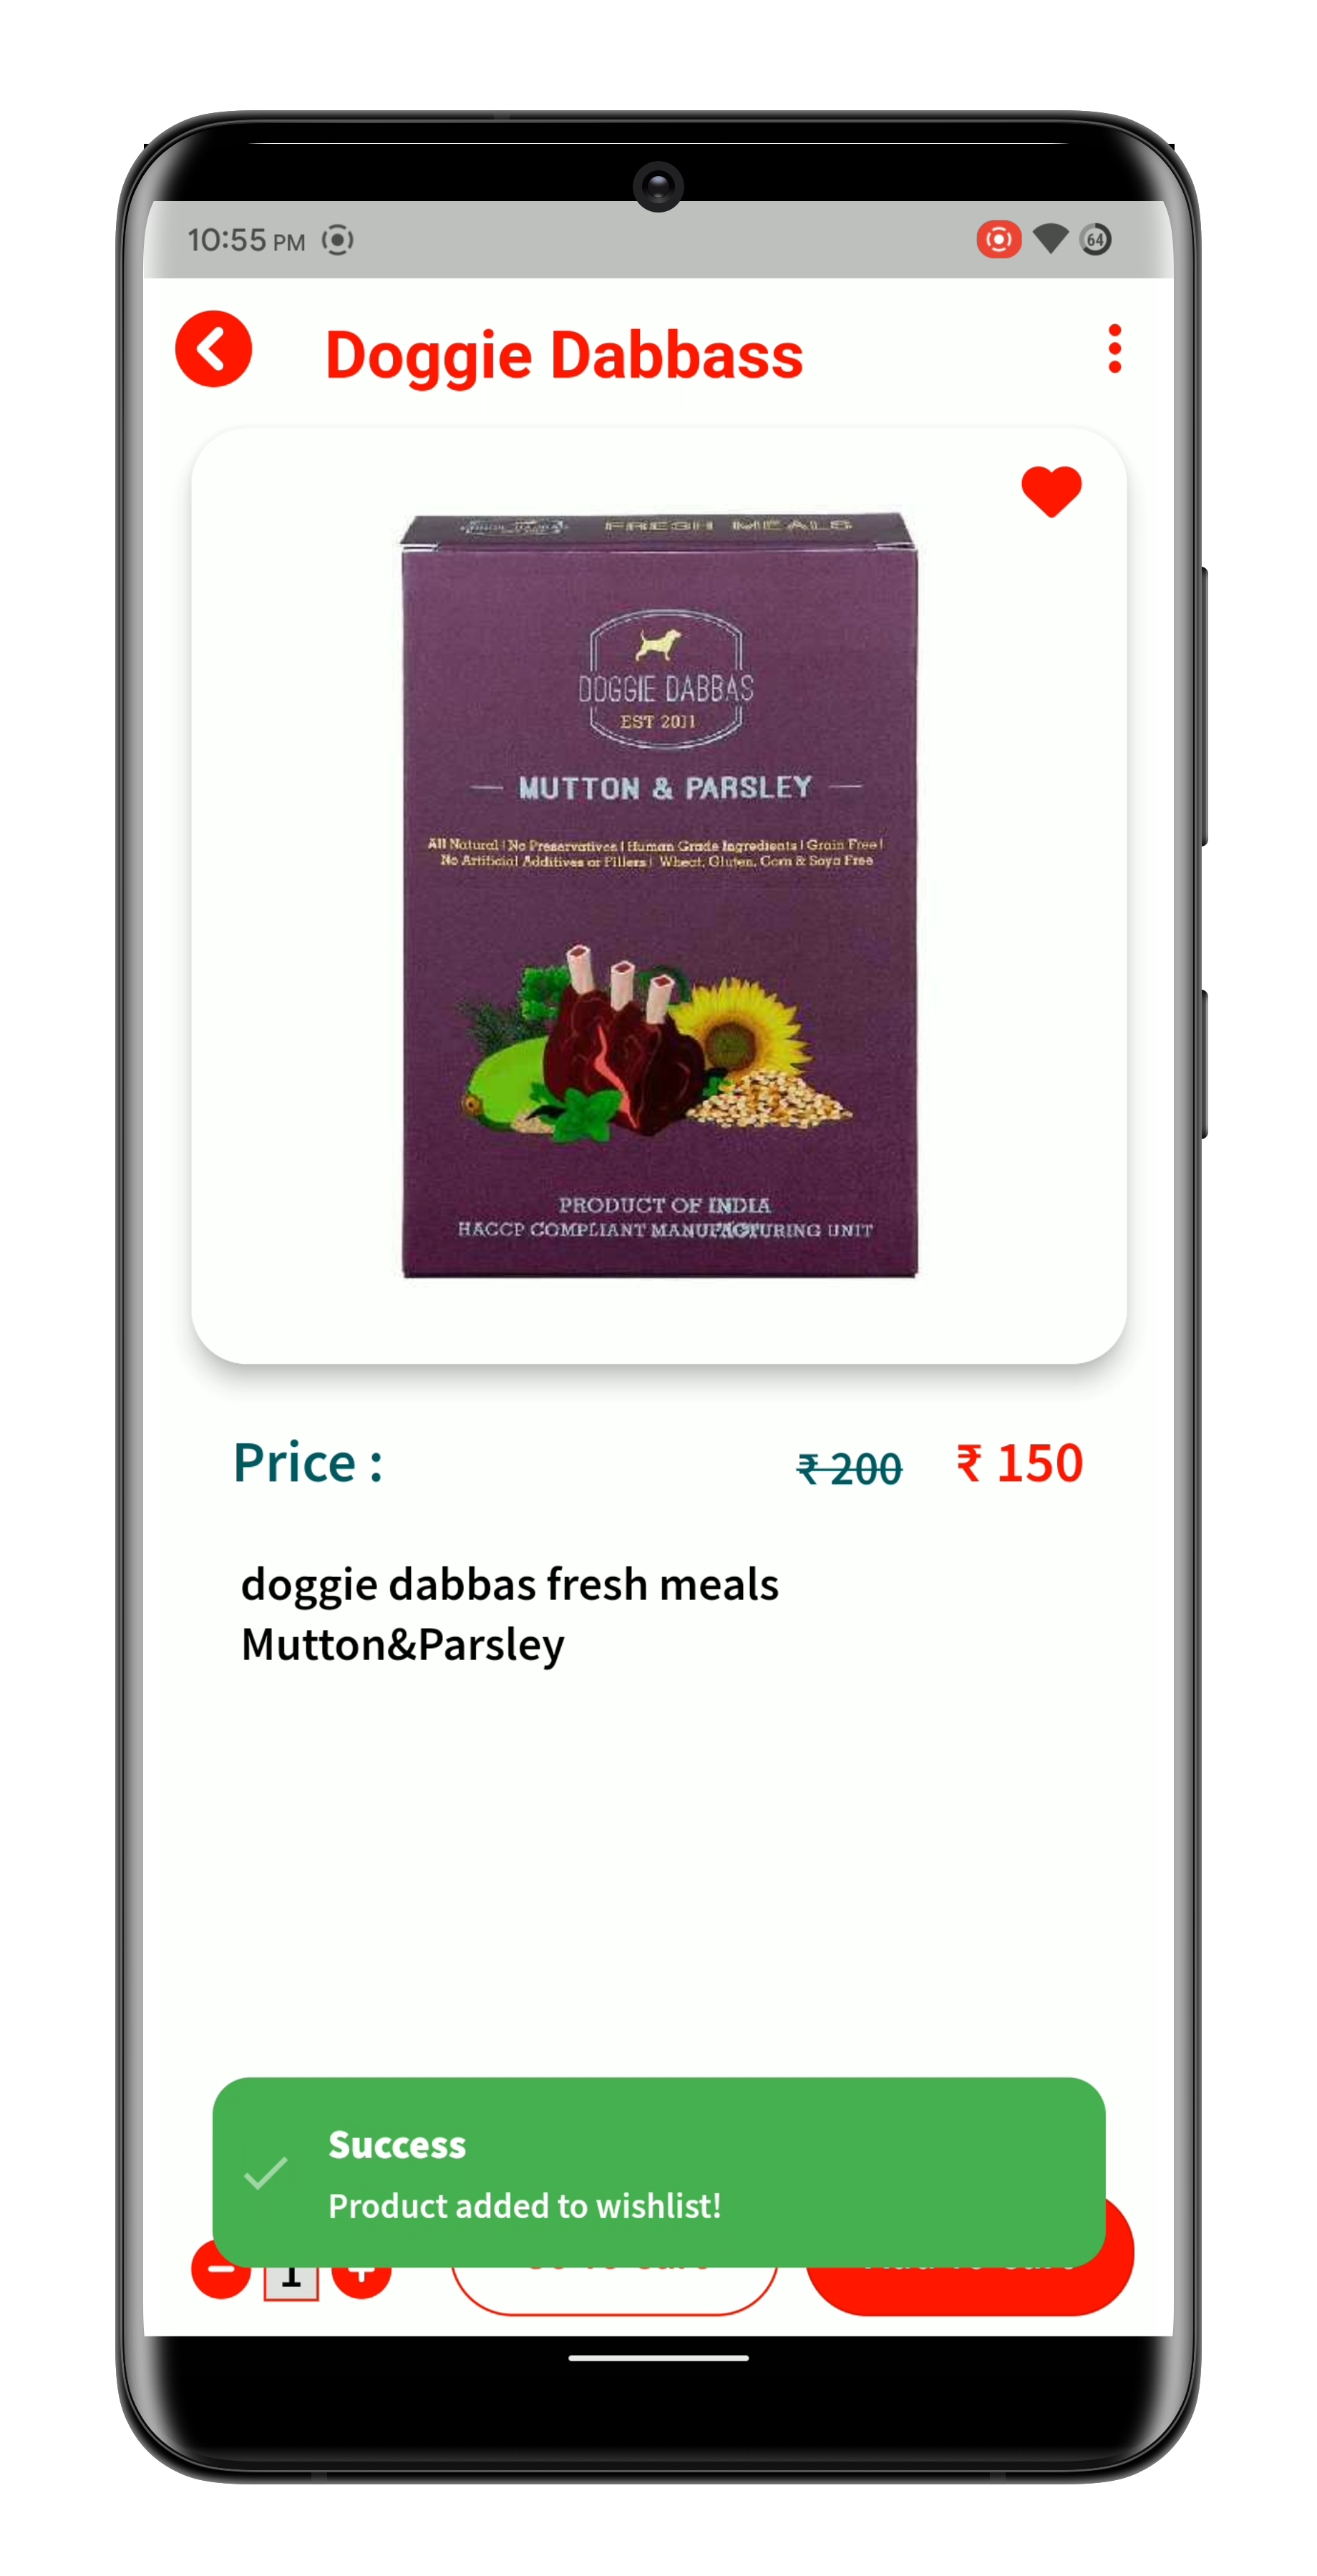 10:55 PM
64
Doggie Dabbass
FRESH MEALS
DOGGIE DABBAS
EST 2011
MUTTON & PARSLEY
All Natural | No Preservatives | Human Grade Ingredients | Grain Free |
No Artificial Additives or Fillers | Wheat, Gluten, Corn & Soya Free
PRODUCT OF INDIA
HACCP COMPLIANT MANUFACTURING UNIT
Price : ₹ 200 ₹ 150
doggie dabbas fresh meals
Mutton&Parsley
Success
Product added to wishlist!
1